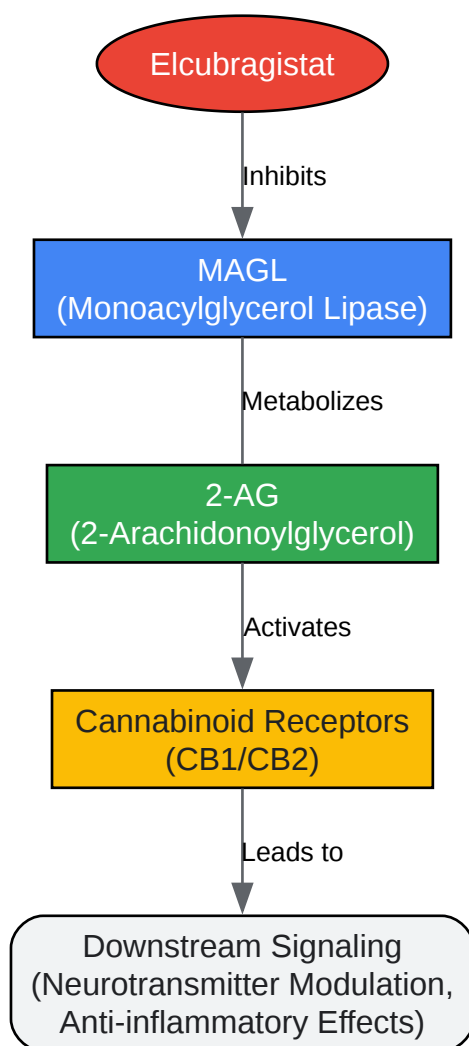 Elcubragistat
Inhibits
MAGL
(Monoacylglycerol Lipase)
Metabolizes
2-AG
(2-Arachidonoylglycerol)
Activates
Cannabinoid Receptors
(CB1/CB2)
Leads to
Downstream Signaling
(Neurotransmitter Modulation,
Anti-inflammatory Effects)